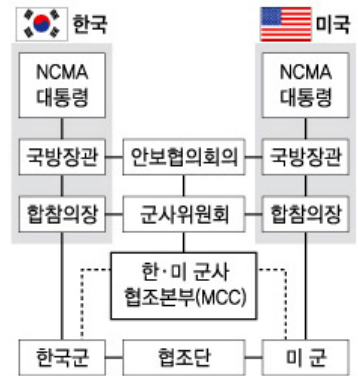 한국 미국
NCMA NCMA
대통령 대통령
국방장관 안보협의회의 국방장관
합참의장 군사위원회 합참의장
한·미 군사
협조본부(MCC)
한국군 협조단 미 군